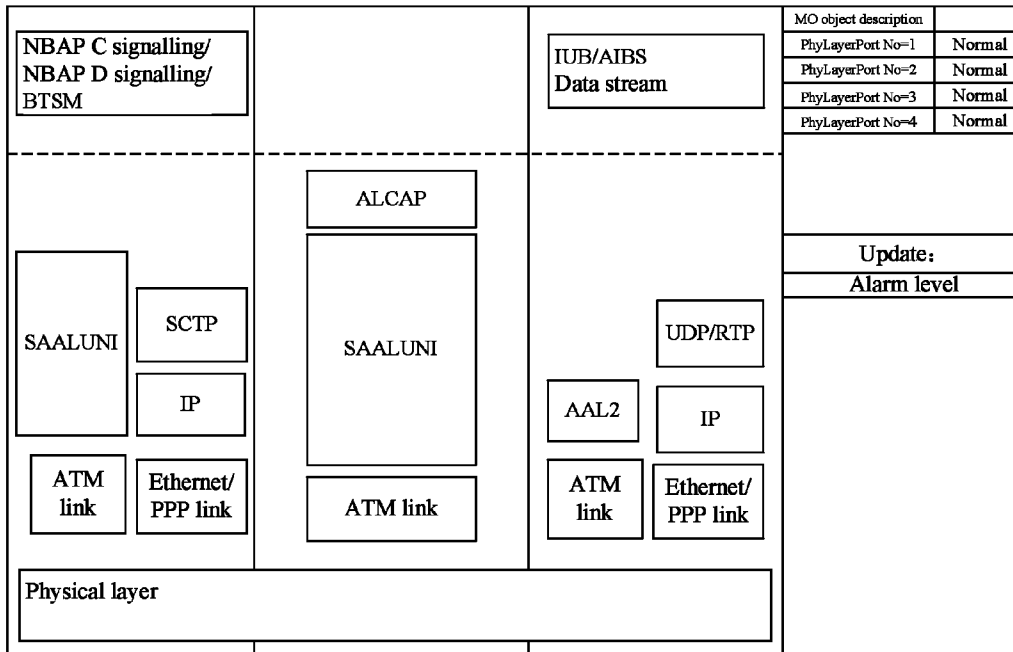 NBAP C signalling/
NBAP D signalling/
BTSM
IUB/AIBS
Data stream
MO object description
PhyLayerPort No=1 Normal
PhyLayerPort No=2 Normal
PhyLayerPort No=3 Normal
PhyLayerPort No=4 Normal
Update：
Alarm level
ALCAP
SAALUNI
SCTP
IP
SAALUNI
UDP/RTP
AAL2
IP
ATM
link
Ethernet/
PPP link
ATM link
ATM
link
Ethernet/
PPP link
Physical layer